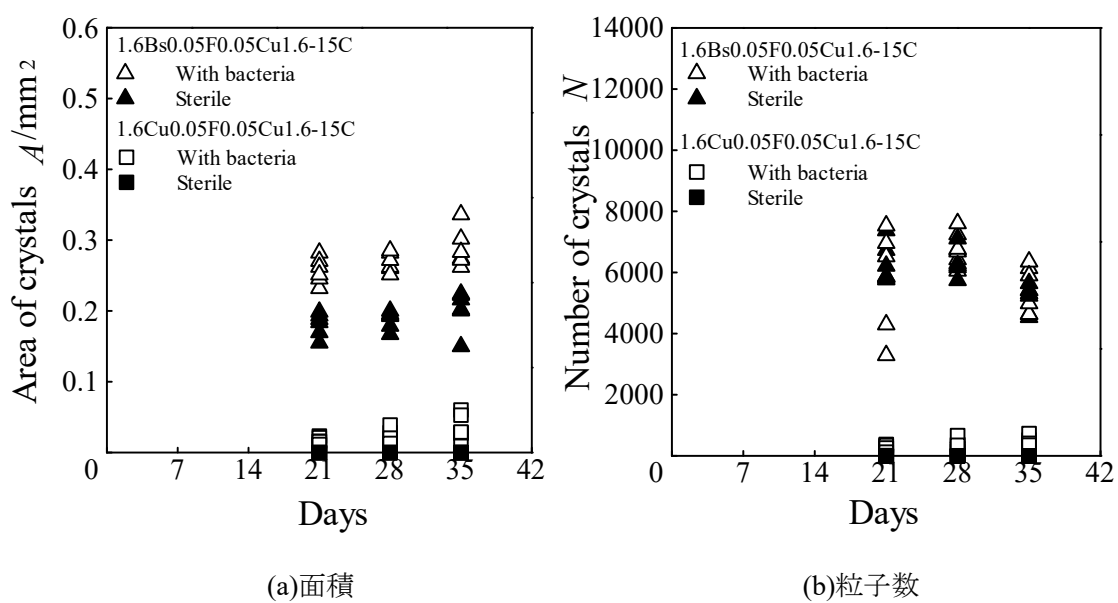 0.6
0.5
0.4
0.3
0.2
0.1
0
7
14
21
28
35
42
Area of crystals A/mm²
Days
1.6Bs0.05F0.05Cu1.6-15C
With bacteria
Sterile
1.6Cu0.05F0.05Cu1.6-15C
With bacteria
Sterile
(a)面積
14000
12000
10000
8000
6000
4000
2000
0
7
14
21
28
35
42
Number of crystals N
Days
1.6Bs0.05F0.05Cu1.6-15C
With bacteria
Sterile
1.6Cu0.05F0.05Cu1.6-15C
With bacteria
Sterile
(b)粒子数